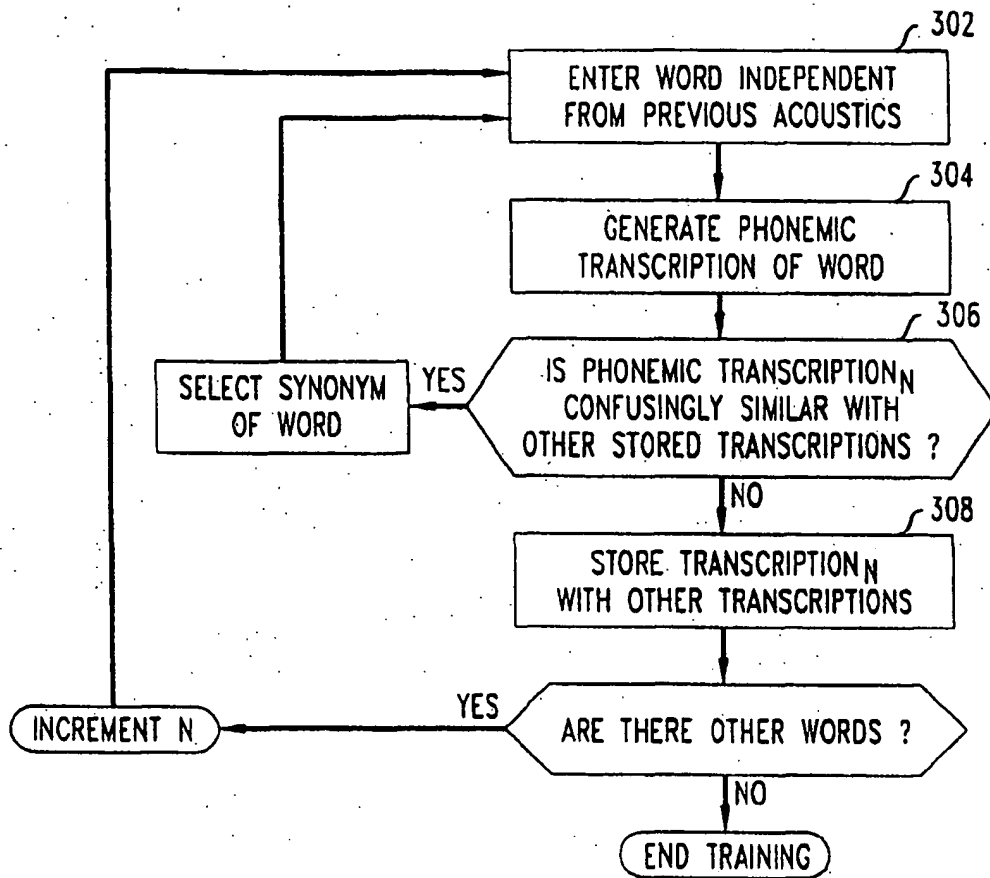 302
ENTER WORD INDEPENDENT
FROM PREVIOUS ACOUSTICS
304
GENERATE PHONEMIC
TRANSCRIPTION OF WORD
306
IS PHONEMIC TRANSCRIPTIONN
CONFUSINGLY SIMILAR WITH
OTHER STORED TRANSCRIPTIONS ?
YES
SELECT SYNONYM
OF WORD
NO
308
STORE TRANSCRIPTIONN
WITH OTHER TRANSCRIPTIONS
ARE THERE OTHER WORDS ?
YES
INCREMENT N
NO
END TRAINING